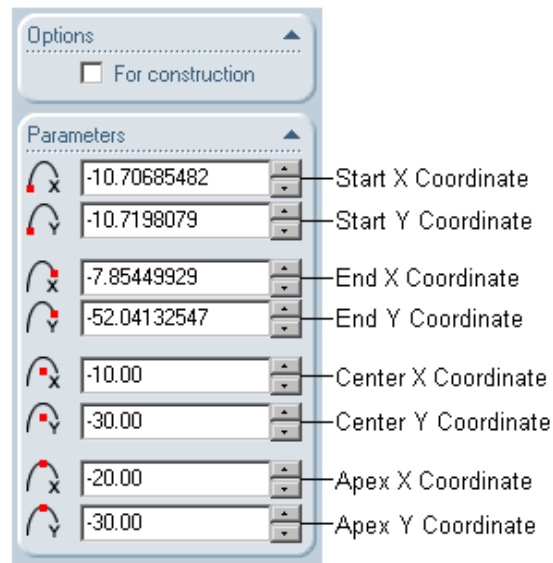 Options
For construction
Parameters
X -10.70685482 Start X Coordinate
Y -10.7198079 Start Y Coordinate
X -7.85449929 End X Coordinate
Y -52.04132547 End Y Coordinate
X -10.00 Center X Coordinate
Y -30.00 Center Y Coordinate
X -20.00 Apex X Coordinate
Y -30.00 Apex Y Coordinate